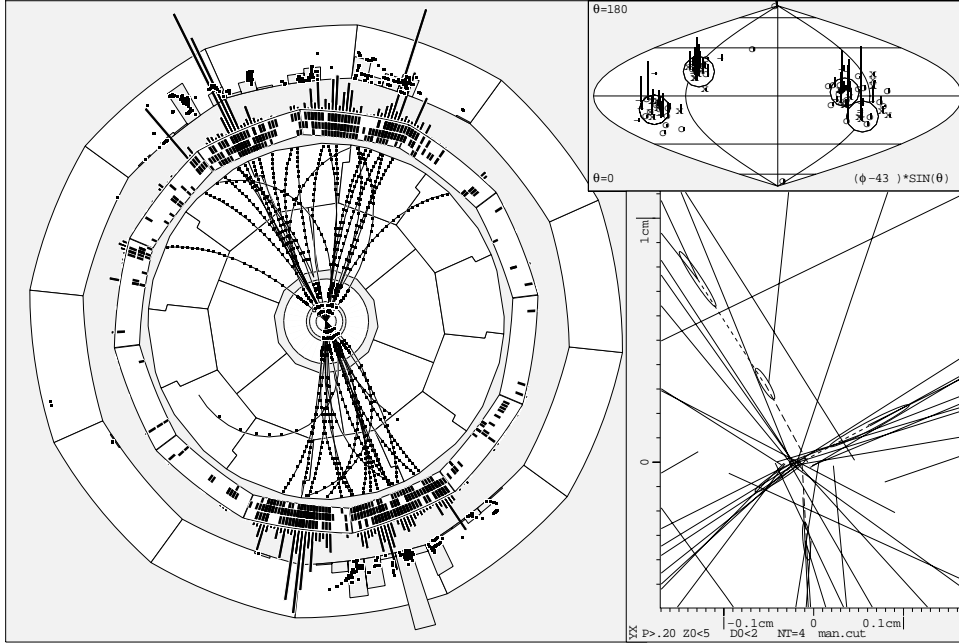 θ=180
θ=0
(ϕ-43 )*SIN(θ)
1cm
0
-0.1cm
0
0.1cm
YX
P>.20 Z0<5 D0<2 NT=4 man.cut